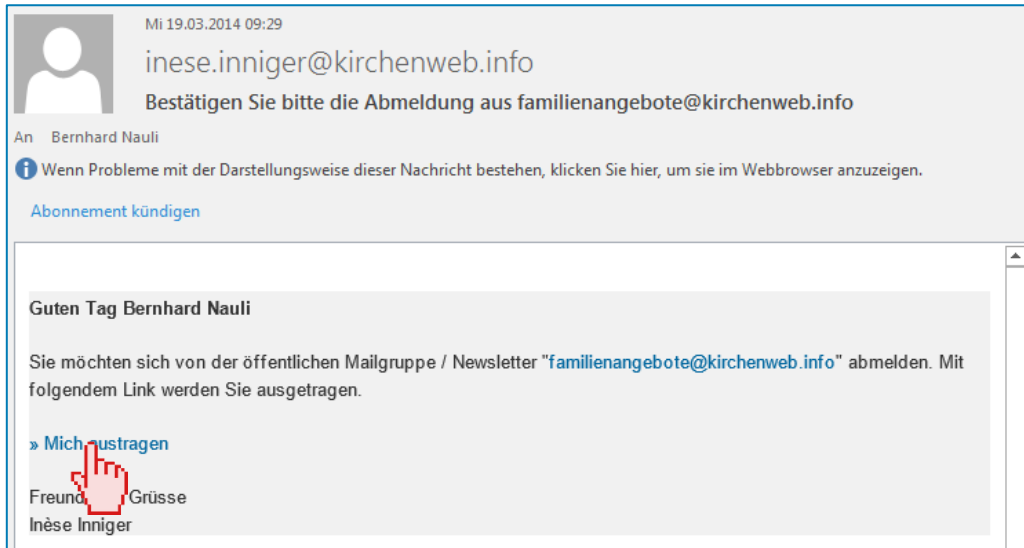 Mi 19.03.2014 09:29
inese.inniger@kirchenweb.info
Bestätigen Sie bitte die Abmeldung aus familienangebote@kirchenweb.info
An Bernhard Nauli
Wenn Probleme mit der Darstellungsweise dieser Nachricht bestehen, klicken Sie hier, um sie im Webbrowser anzuzeigen.
Abonnement kündigen
Guten Tag Bernhard Nauli
Sie möchten sich von der öffentlichen Mailgruppe / Newsletter "familienangebote@kirchenweb.info" abmelden. Mit
folgendem Link werden Sie ausgetragen.
» Mich austragen
Grüsse
Inèse Inniger